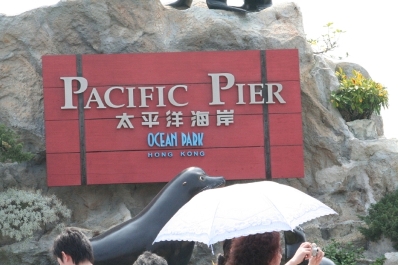 PACIFIC PIER
太平洋海岸
OCEAN PARK
HONG KONG